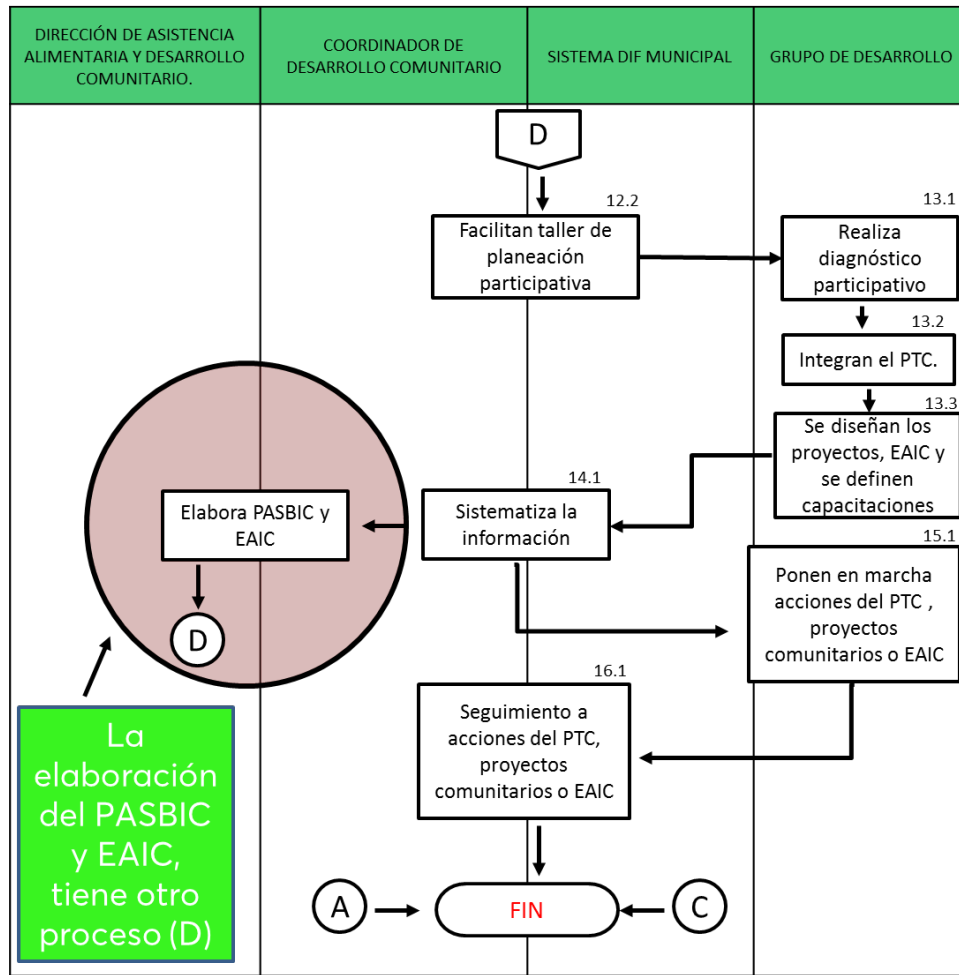 DIRECCIÓN DE ASISTENCIA
ALIMENTARIA Y DESARROLLO
COMUNITARIO.
COORDINADOR DE
DESARROLLO COMUNITARIO
SISTEMA DIF MUNICIPAL
GRUPO DE DESARROLLO
D
12.2
Facilitan taller de
planeación
participativa
13.1
Realiza
diagnóstico
participativo
13.2
Integran el PTC.
13.3
Se diseñan los
proyectos, EAIC y
se definen
capacitaciones
14.1
Sistematiza la
información
Elabora PASBIC y
EAIC
D
15.1
Ponen en marcha
acciones del PTC ,
proyectos
comunitarios o EAIC
16.1
Seguimiento a
acciones del PTC,
proyectos
comunitarios o EAIC
La
elaboración
del PASBIC
y EAIC,
tiene otro
proceso (D)
A
FIN
C